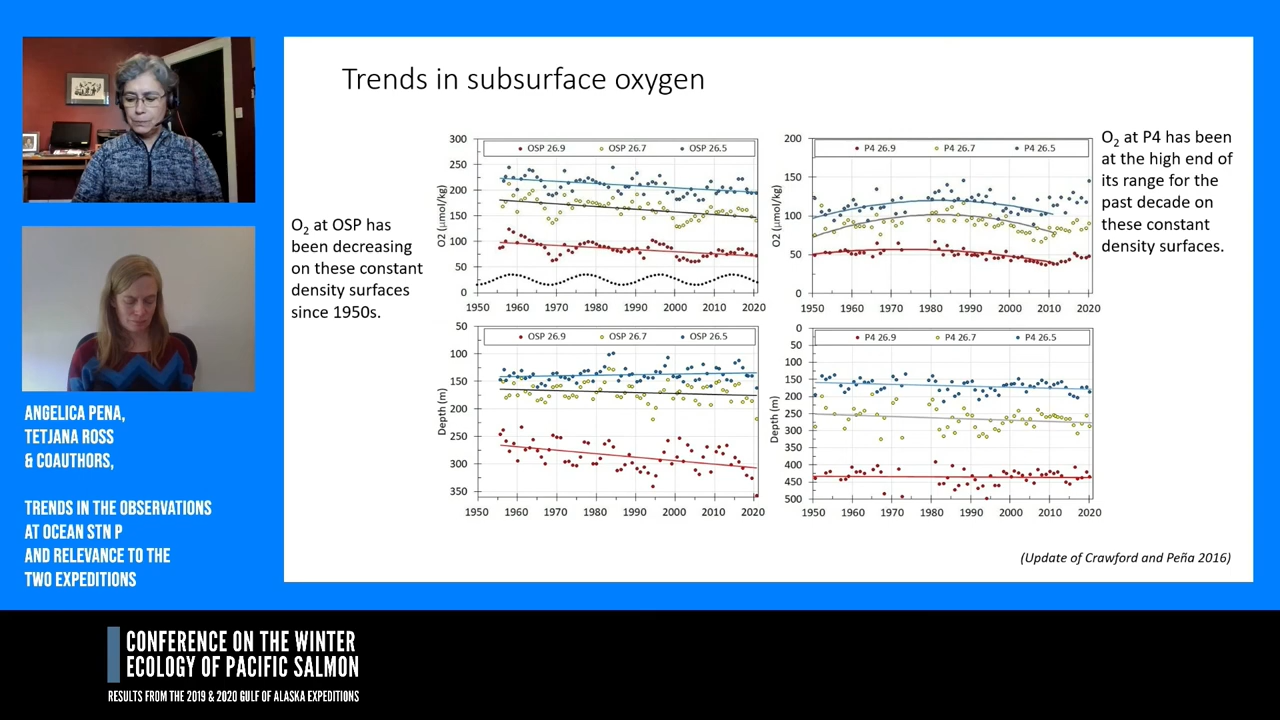 Trends in subsurface oxygen
O2 at OSP has
been decreasing
on these constant
density surfaces
since 1950s.
300
250
200
150
100
50
0
O2 (µmol/kg)
OSP 26.9 OSP 26.7 OSP 26.5
1950 1960 1970 1980 1990 2000 2010 2020
200
150
100
50
0
O2 (µmol/kg)
P4 26.9 P4 26.7 P4 26.5
1950 1960 1970 1980 1990 2000 2010 2020
O2 at P4 has been
at the high end of
its range for the
past decade on
these constant
density surfaces.
50
100
150
200
250
300
350
Depth (m)
OSP 26.9 OSP 26.7 OSP 26.5
1950 1960 1970 1980 1990 2000 2010 2020
0
50
100
150
200
250
300
350
400
450
500
Depth (m)
P4 26.9 P4 26.7 P4 26.5
1950 1960 1970 1980 1990 2000 2010 2020
(Update of Crawford and Peña 2016)
ANGELICA PENA,
TETJANA ROSS
& COAUTHORS,
TRENDS IN THE OBSERVATIONS
AT OCEAN STN P
AND RELEVANCE TO THE
TWO EXPEDITIONS
CONFERENCE ON THE WINTER
ECOLOGY OF PACIFIC SALMON
RESULTS FROM THE 2019 & 2020 GULF OF ALASKA EXPEDITIONS